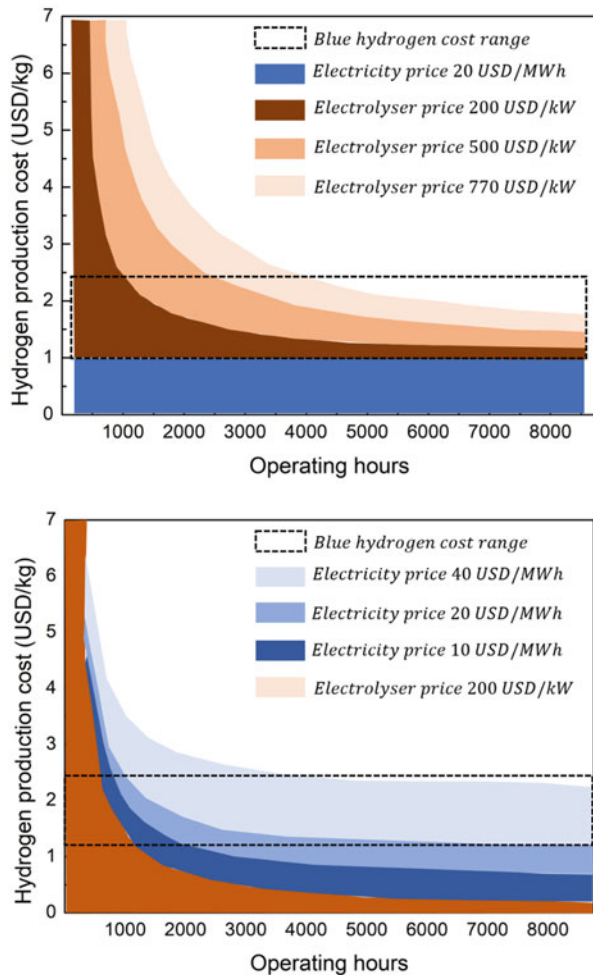 Hydrogen production cost (USD/kg)
7
6
5
4
3
2
1
0
Blue hydrogen cost range
Electricity price 20 USD/MWh
Electrolyser price 200 USD/kW
Electrolyser price 500 USD/kW
Electrolyser price 770 USD/kW
1000 2000 3000 4000 5000 6000 7000 8000
Operating hours
Hydrogen production cost (USD/kg)
7
6
5
4
3
2
1
0
Blue hydrogen cost range
Electricity price 40 USD/MWh
Electricity price 20 USD/MWh
Electricity price 10 USD/MWh
Electrolyser price 200 USD/kW
1000 2000 3000 4000 5000 6000 7000 8000
Operating hours